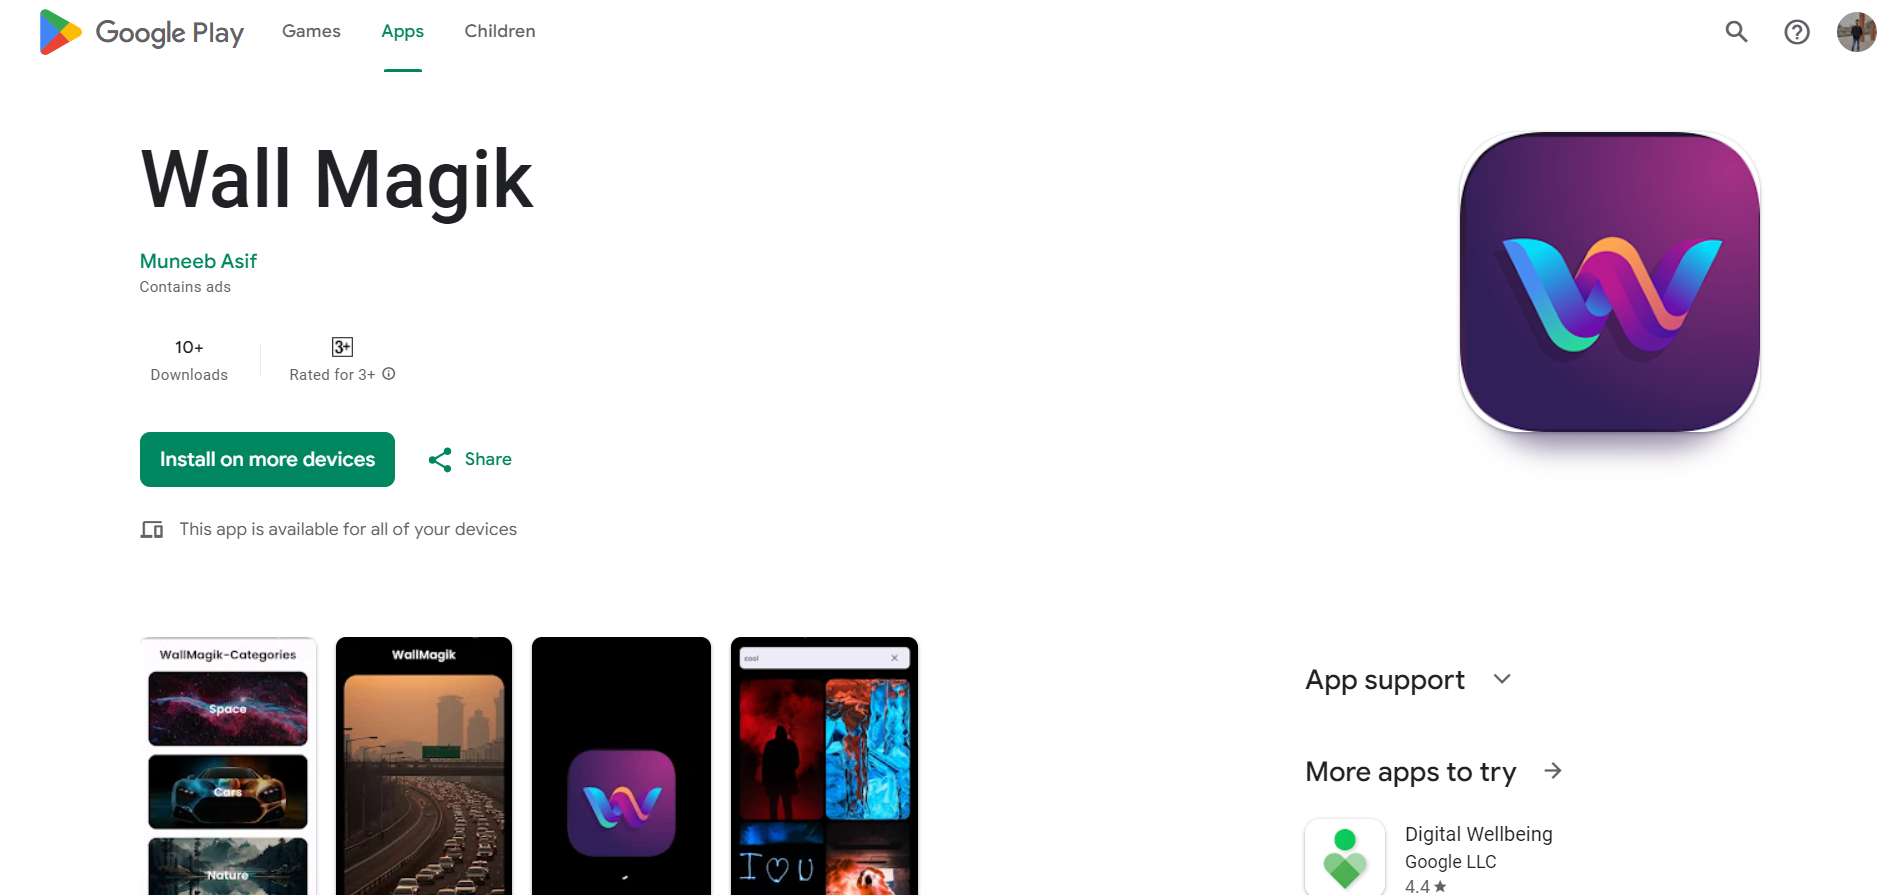 Google Play
Games
Apps
Children
Wall Magik
Muneeb Asif
Contains ads
10+
Downloads
3+
Rated for 3+
Install on more devices
Share
This app is available for all of your devices
WallMagik-Categories
Space
Cars
Nature
WallMagik
cool
I ♡ U
App support
More apps to try
Digital Wellbeing
Google LLC
4.4 ★